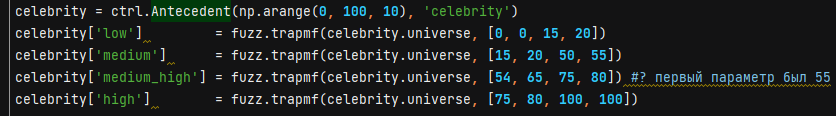 celebrity = ctrl.Antecedent(np.arange(0, 100, 10), 'celebrity')
celebrity['low']         = fuzz.trapmf(celebrity.universe, [0, 0, 15, 20])
celebrity['medium']      = fuzz.trapmf(celebrity.universe, [15, 20, 50, 55])
celebrity['medium_high'] = fuzz.trapmf(celebrity.universe, [54, 65, 75, 80]) #? первый параметр был 55
celebrity['high']        = fuzz.trapmf(celebrity.universe, [75, 80, 100, 100])